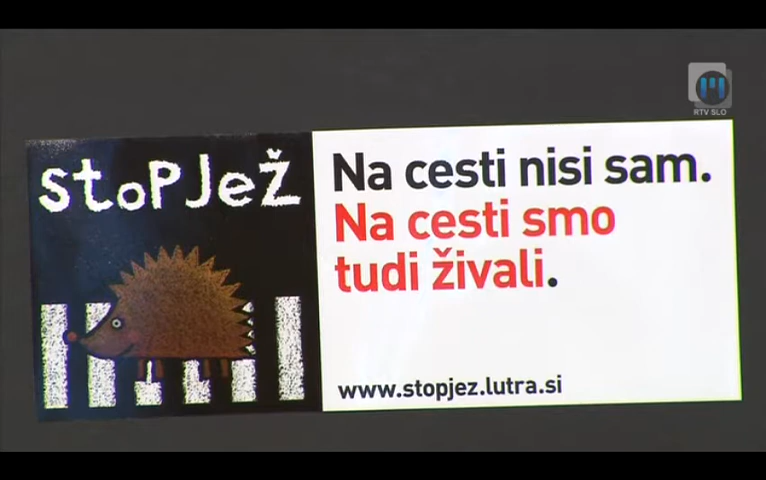 StoPJeŽ
Na cesti nisi sam.
Na cesti smo
tudi živali.
www.stopjez.lutra.si
RTV SLO